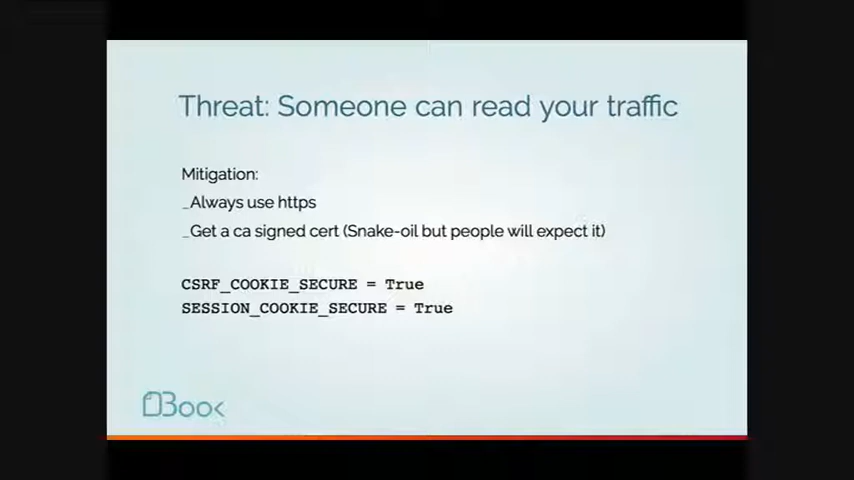 Threat: Someone can read your traffic
Mitigation:
_Always use https
_Get a ca signed cert (Snake-oil but people will expect it)
CSRF_COOKIE_SECURE = True
SESSION_COOKIE_SECURE = True
Book